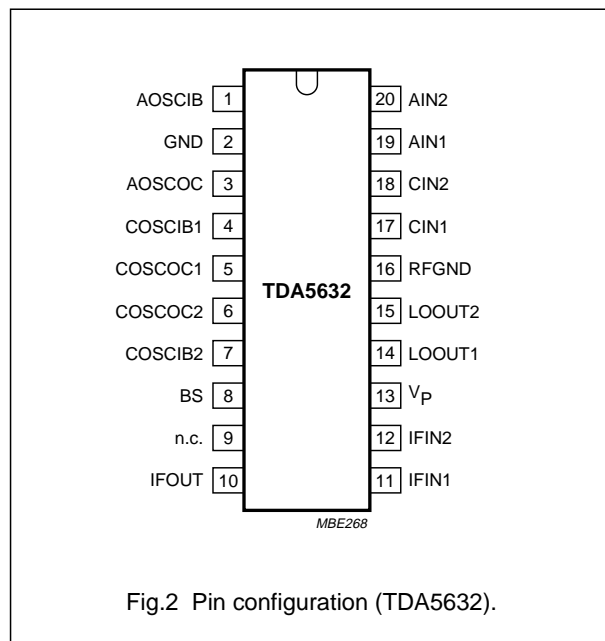 AOSCIB 1 20 AIN2
GND 2 19 AIN1
AOSCOC 3 18 CIN2
COSCIB1 4 17 CIN1
COSCOC1 5 16 RFGND
TDA5632
COSCOC2 6 15 LOOUT2
COSCIB2 7 14 LOOUT1
BS 8 13 VP
n.c. 9 12 IFIN2
IFOUT 10 11 IFIN1
MBE268
Fig.2 Pin configuration (TDA5632).